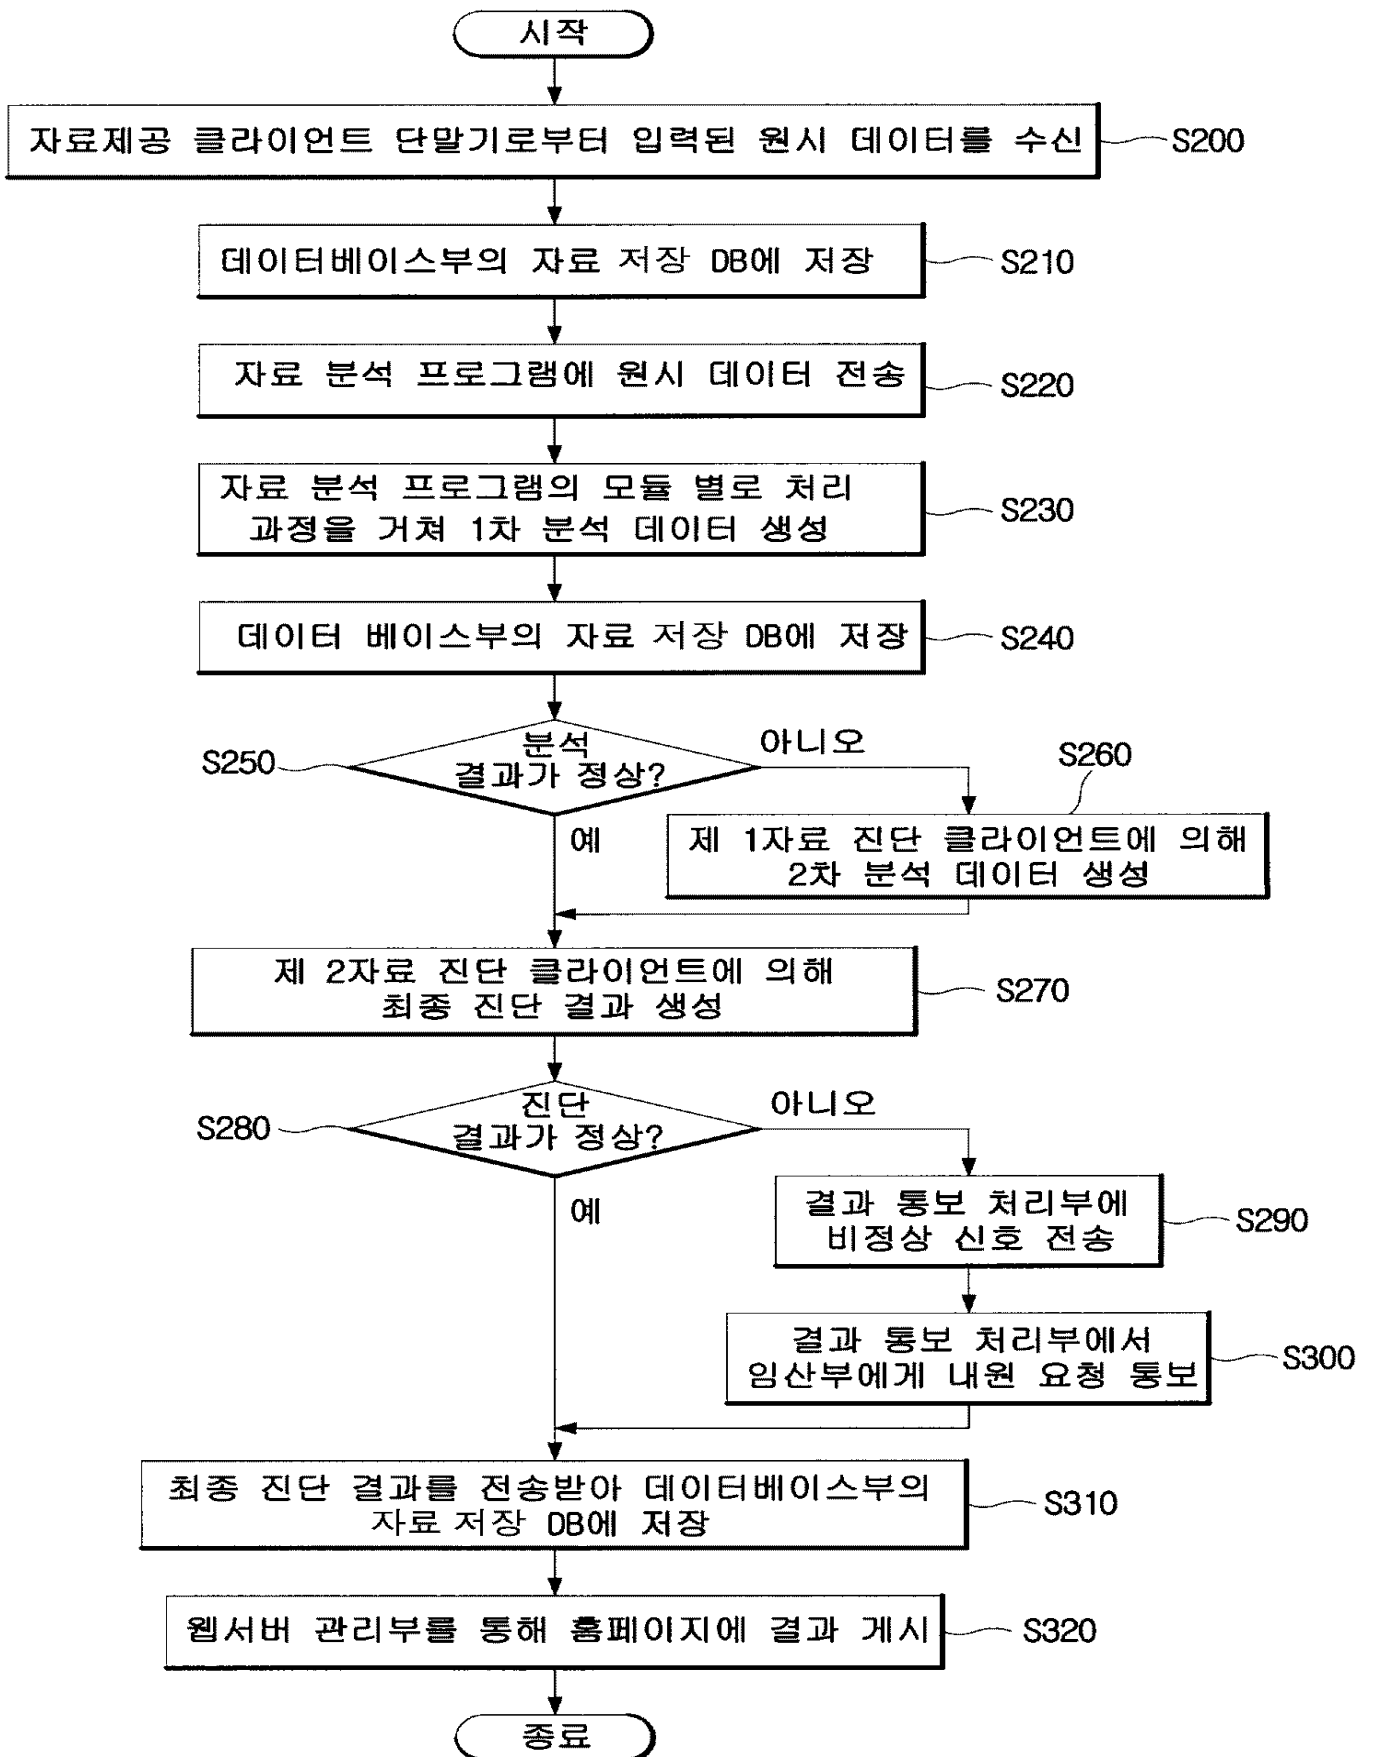 시작
자료제공 클라이언트 단말기로부터 입력된 원시 데이터를 수신
S200
데이터베이스부의 자료 저장 DB에 저장
S210
자료 분석 프로그램에 원시 데이터 전송
S220
자료 분석 프로그램의 모듈 별로 처리
과정을 거쳐 1차 분석 데이터 생성
S230
데이터 베이스부의 자료 저장 DB에 저장
S240
S250
분석
결과가 정상?
아니오
예
S260
제 1자료 진단 클라이언트에 의해
2차 분석 데이터 생성
제 2자료 진단 클라이언트에 의해
최종 진단 결과 생성
S270
S280
진단
결과가 정상?
아니오
예
결과 통보 처리부에
비정상 신호 전송
S290
결과 통보 처리부에서
임산부에게 내원 요청 통보
S300
최종 진단 결과를 전송받아 데이터베이스부의
자료 저장 DB에 저장
S310
웹서버 관리부를 통해 홈페이지에 결과 게시
S320
종료